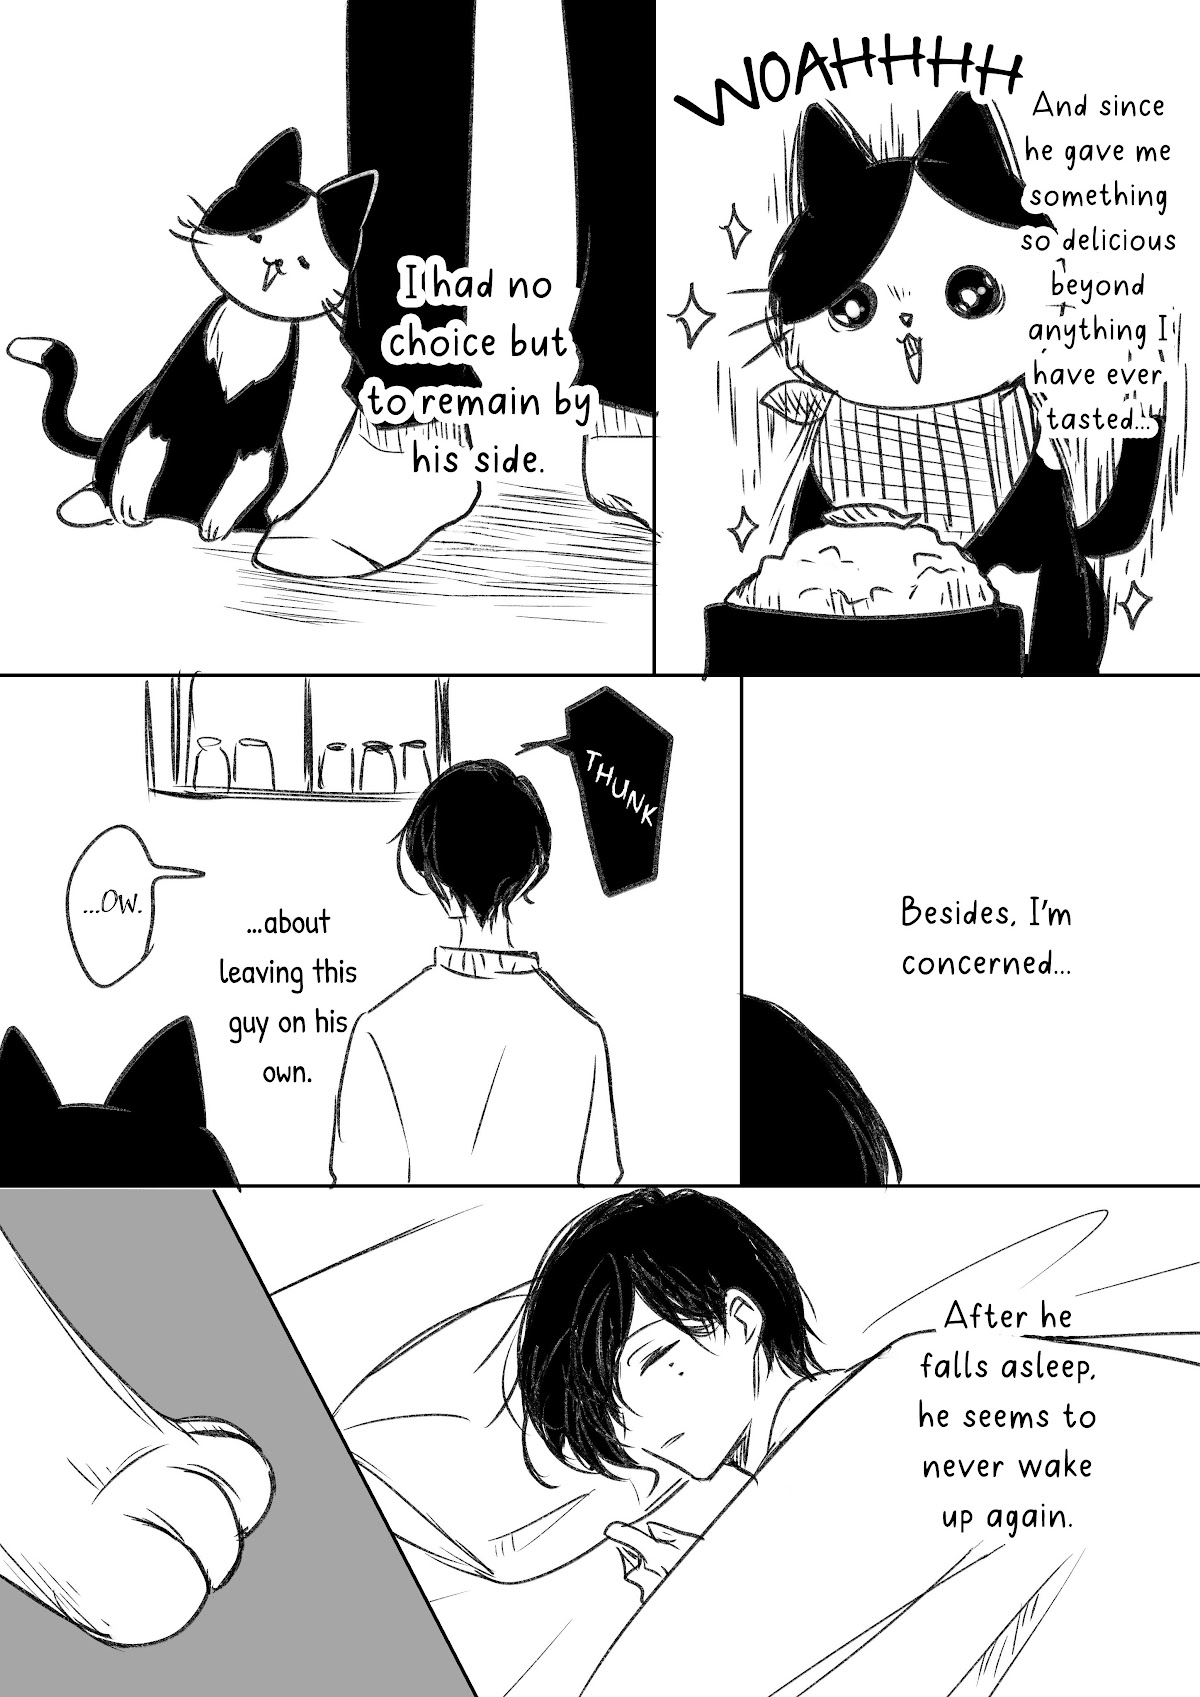 WOAHHHH
And since
he gave me
something
so delicious
beyond
anything I
have ever
tasted...
I had no
choice but
to remain by
his side.
Besides, I'm
concerned...
THUNK
...about
leaving this
guy on his
own.
...OW.
After he
falls asleep,
he seems to
never wake
up again.